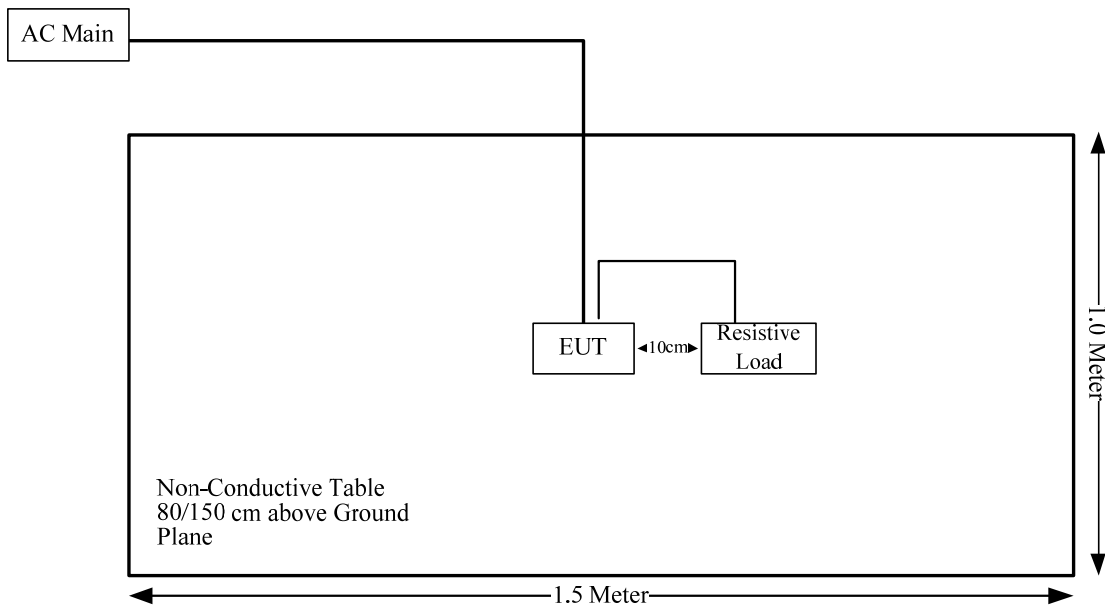 AC Main
EUT
10cm
Resistive
Load
1.0 Meter
Non-Conductive Table
80/150 cm above Ground
Plane
1.5 Meter